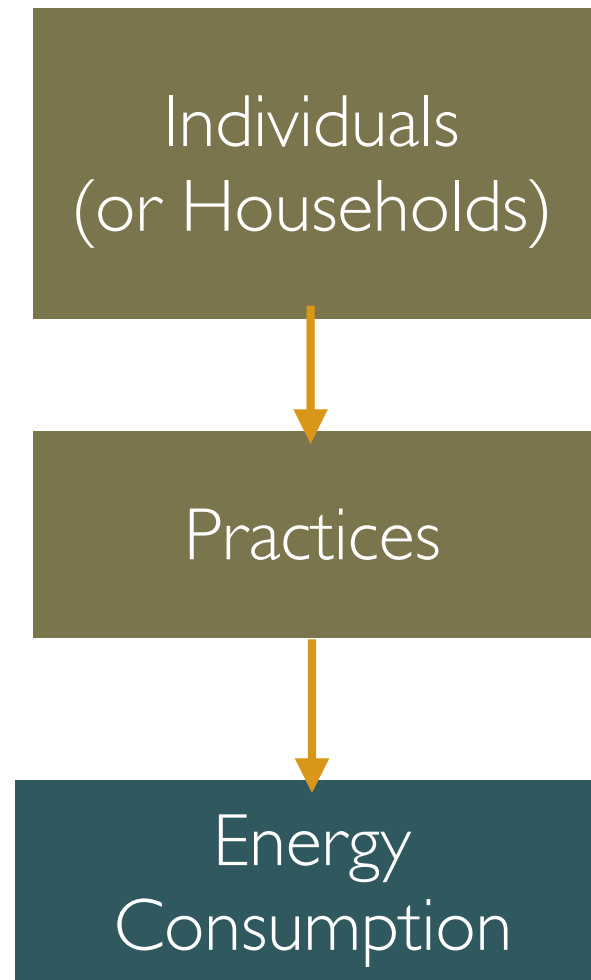 Individuals
(or Households)
Practices
Energy
Consumption